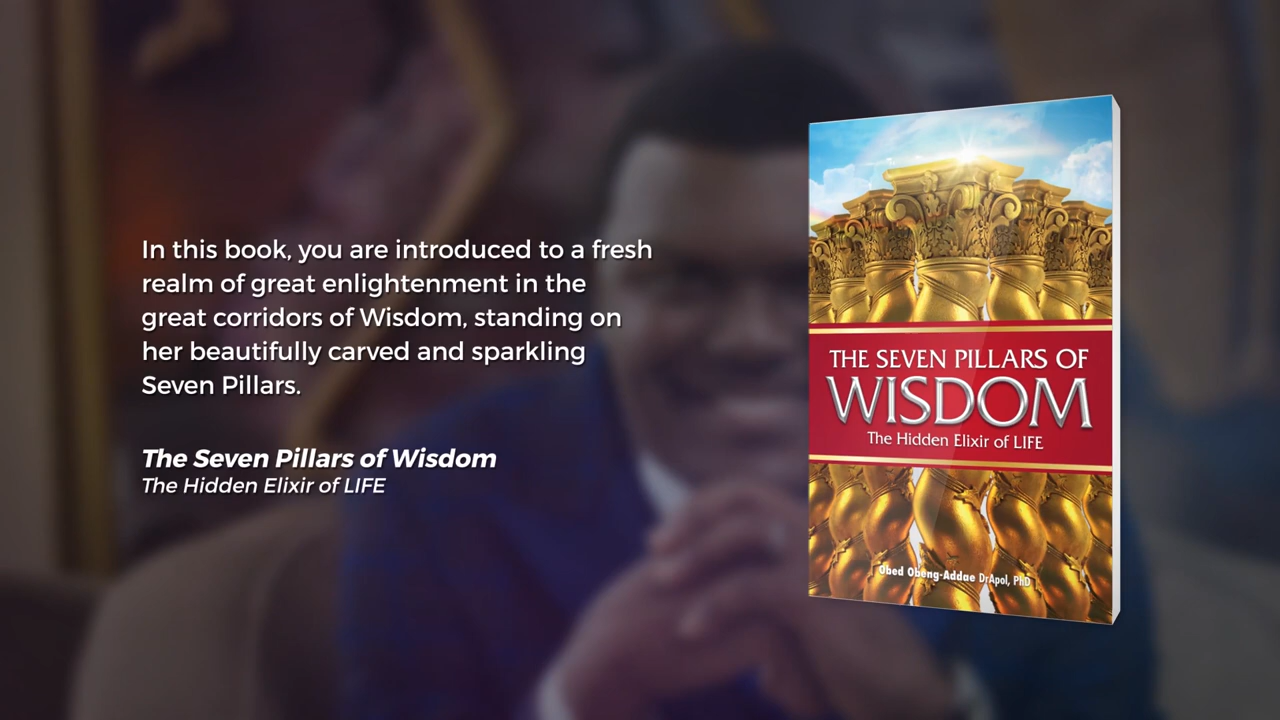 In this book, you are introduced to a fresh
realm of great enlightenment in the
great corridors of Wisdom, standing on
her beautifully carved and sparkling
Seven Pillars.
The Seven Pillars of Wisdom
The Hidden Elixir of LIFE
THE SEVEN PILLARS OF
WISDOM
The Hidden Elixir of LIFE
Obed Obeng-Addae DrApol, PhD